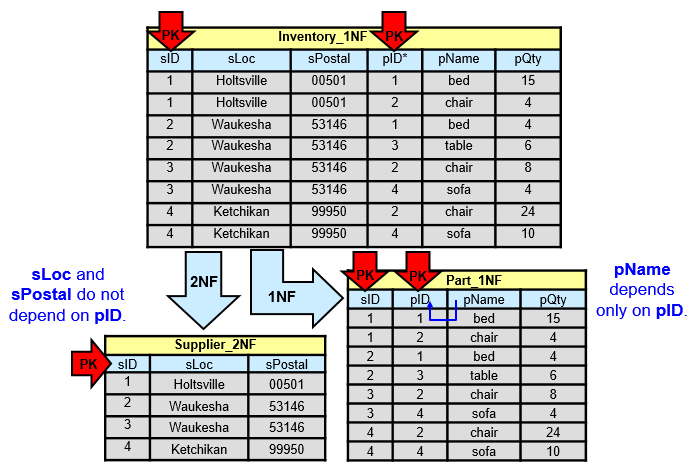 PK PK
Inventory_1NF
sID sLoc sPostal pID* pName pQty
1 Holtsville 00501 1 bed 15
1 Holtsville 00501 2 chair 4
2 Waukesha 53146 1 bed 4
2 Waukesha 53146 3 table 6
3 Waukesha 53146 2 chair 8
3 Waukesha 53146 4 sofa 4
4 Ketchikan 99950 2 chair 24
4 Ketchikan 99950 4 sofa 10
sLoc and
sPostal do not
depend on pID.
2NF
1NF
PK PK
Part_1NF
sID pID pName pQty
1 1 bed 15
1 2 chair 4
2 1 bed 4
2 3 table 6
3 2 chair 8
3 4 sofa 4
4 2 chair 24
4 4 sofa 10
pName
depends
only on pID.
PK
Supplier_2NF
sID sLoc sPostal
1 Holtsville 00501
2 Waukesha 53146
3 Waukesha 53146
4 Ketchikan 99950